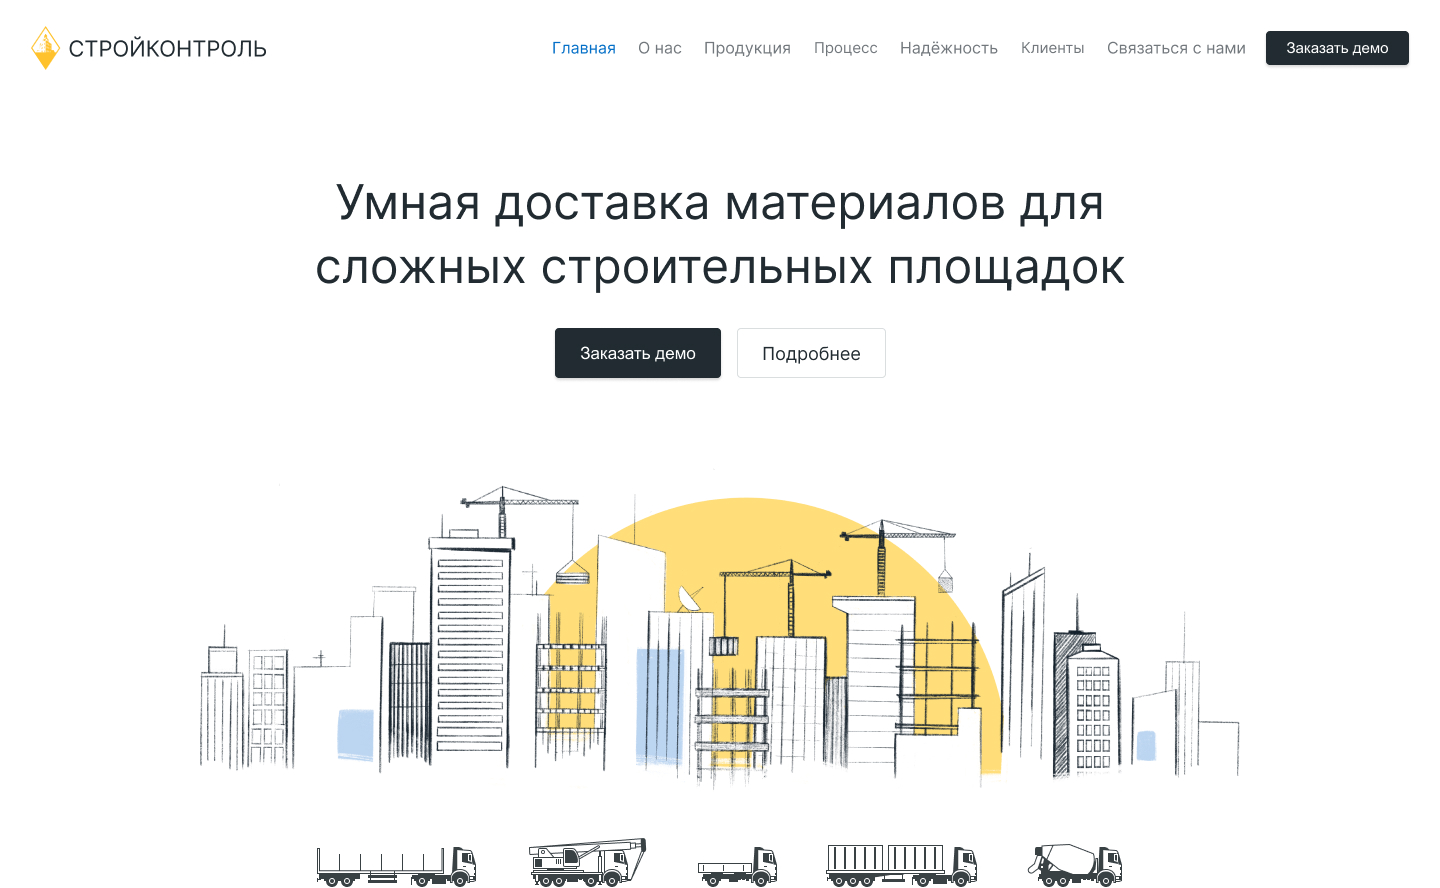 СТРОЙКОНТРОЛЬ
Главная О нас Продукция Процесс Надёжность Клиенты Связаться с нами Заказать демо
Умная доставка материалов для
сложных строительных площадок
Заказать демо Подробнее